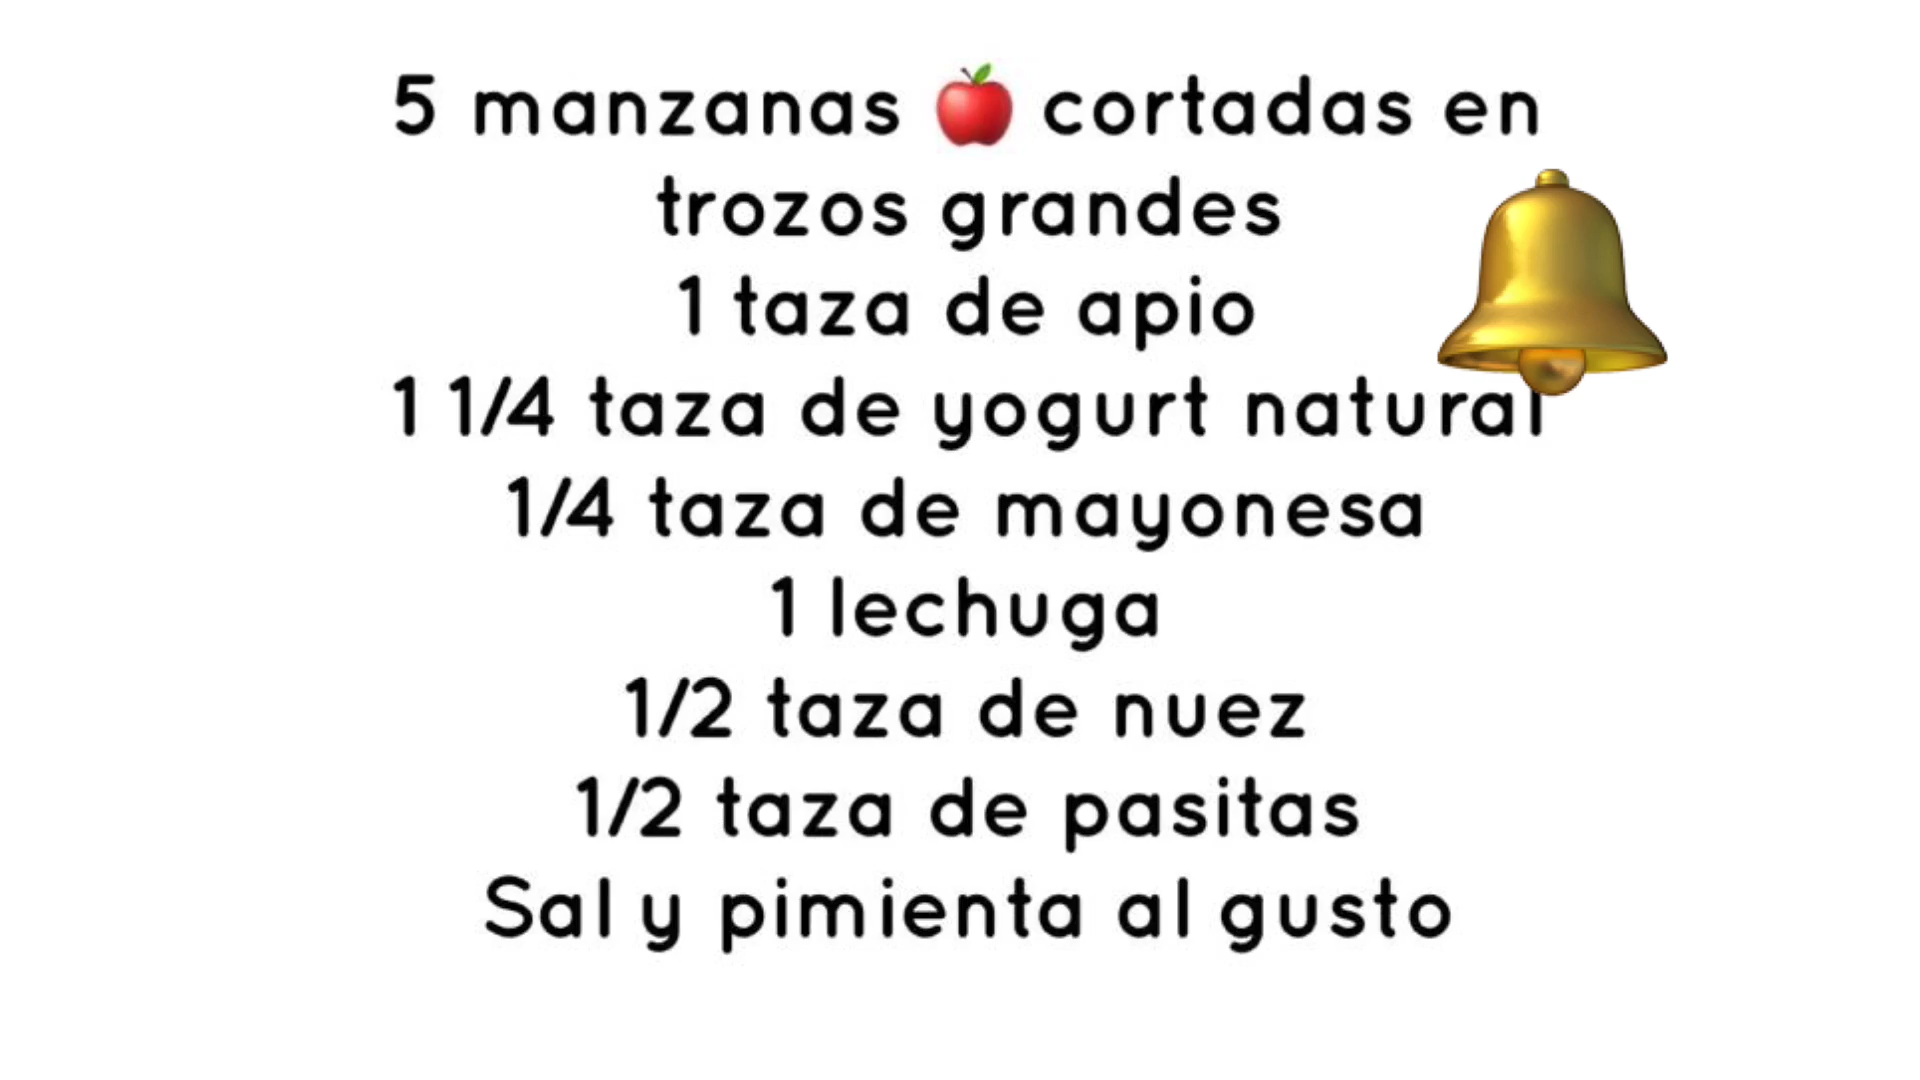 5 manzanas 🍎 cortadas en
trozos grandes
1 taza de apio
1 1/4 taza de yogurt natural
1/4 taza de mayonesa
1 lechuga
1/2 taza de nuez
1/2 taza de pasitas
Sal y pimienta al gusto